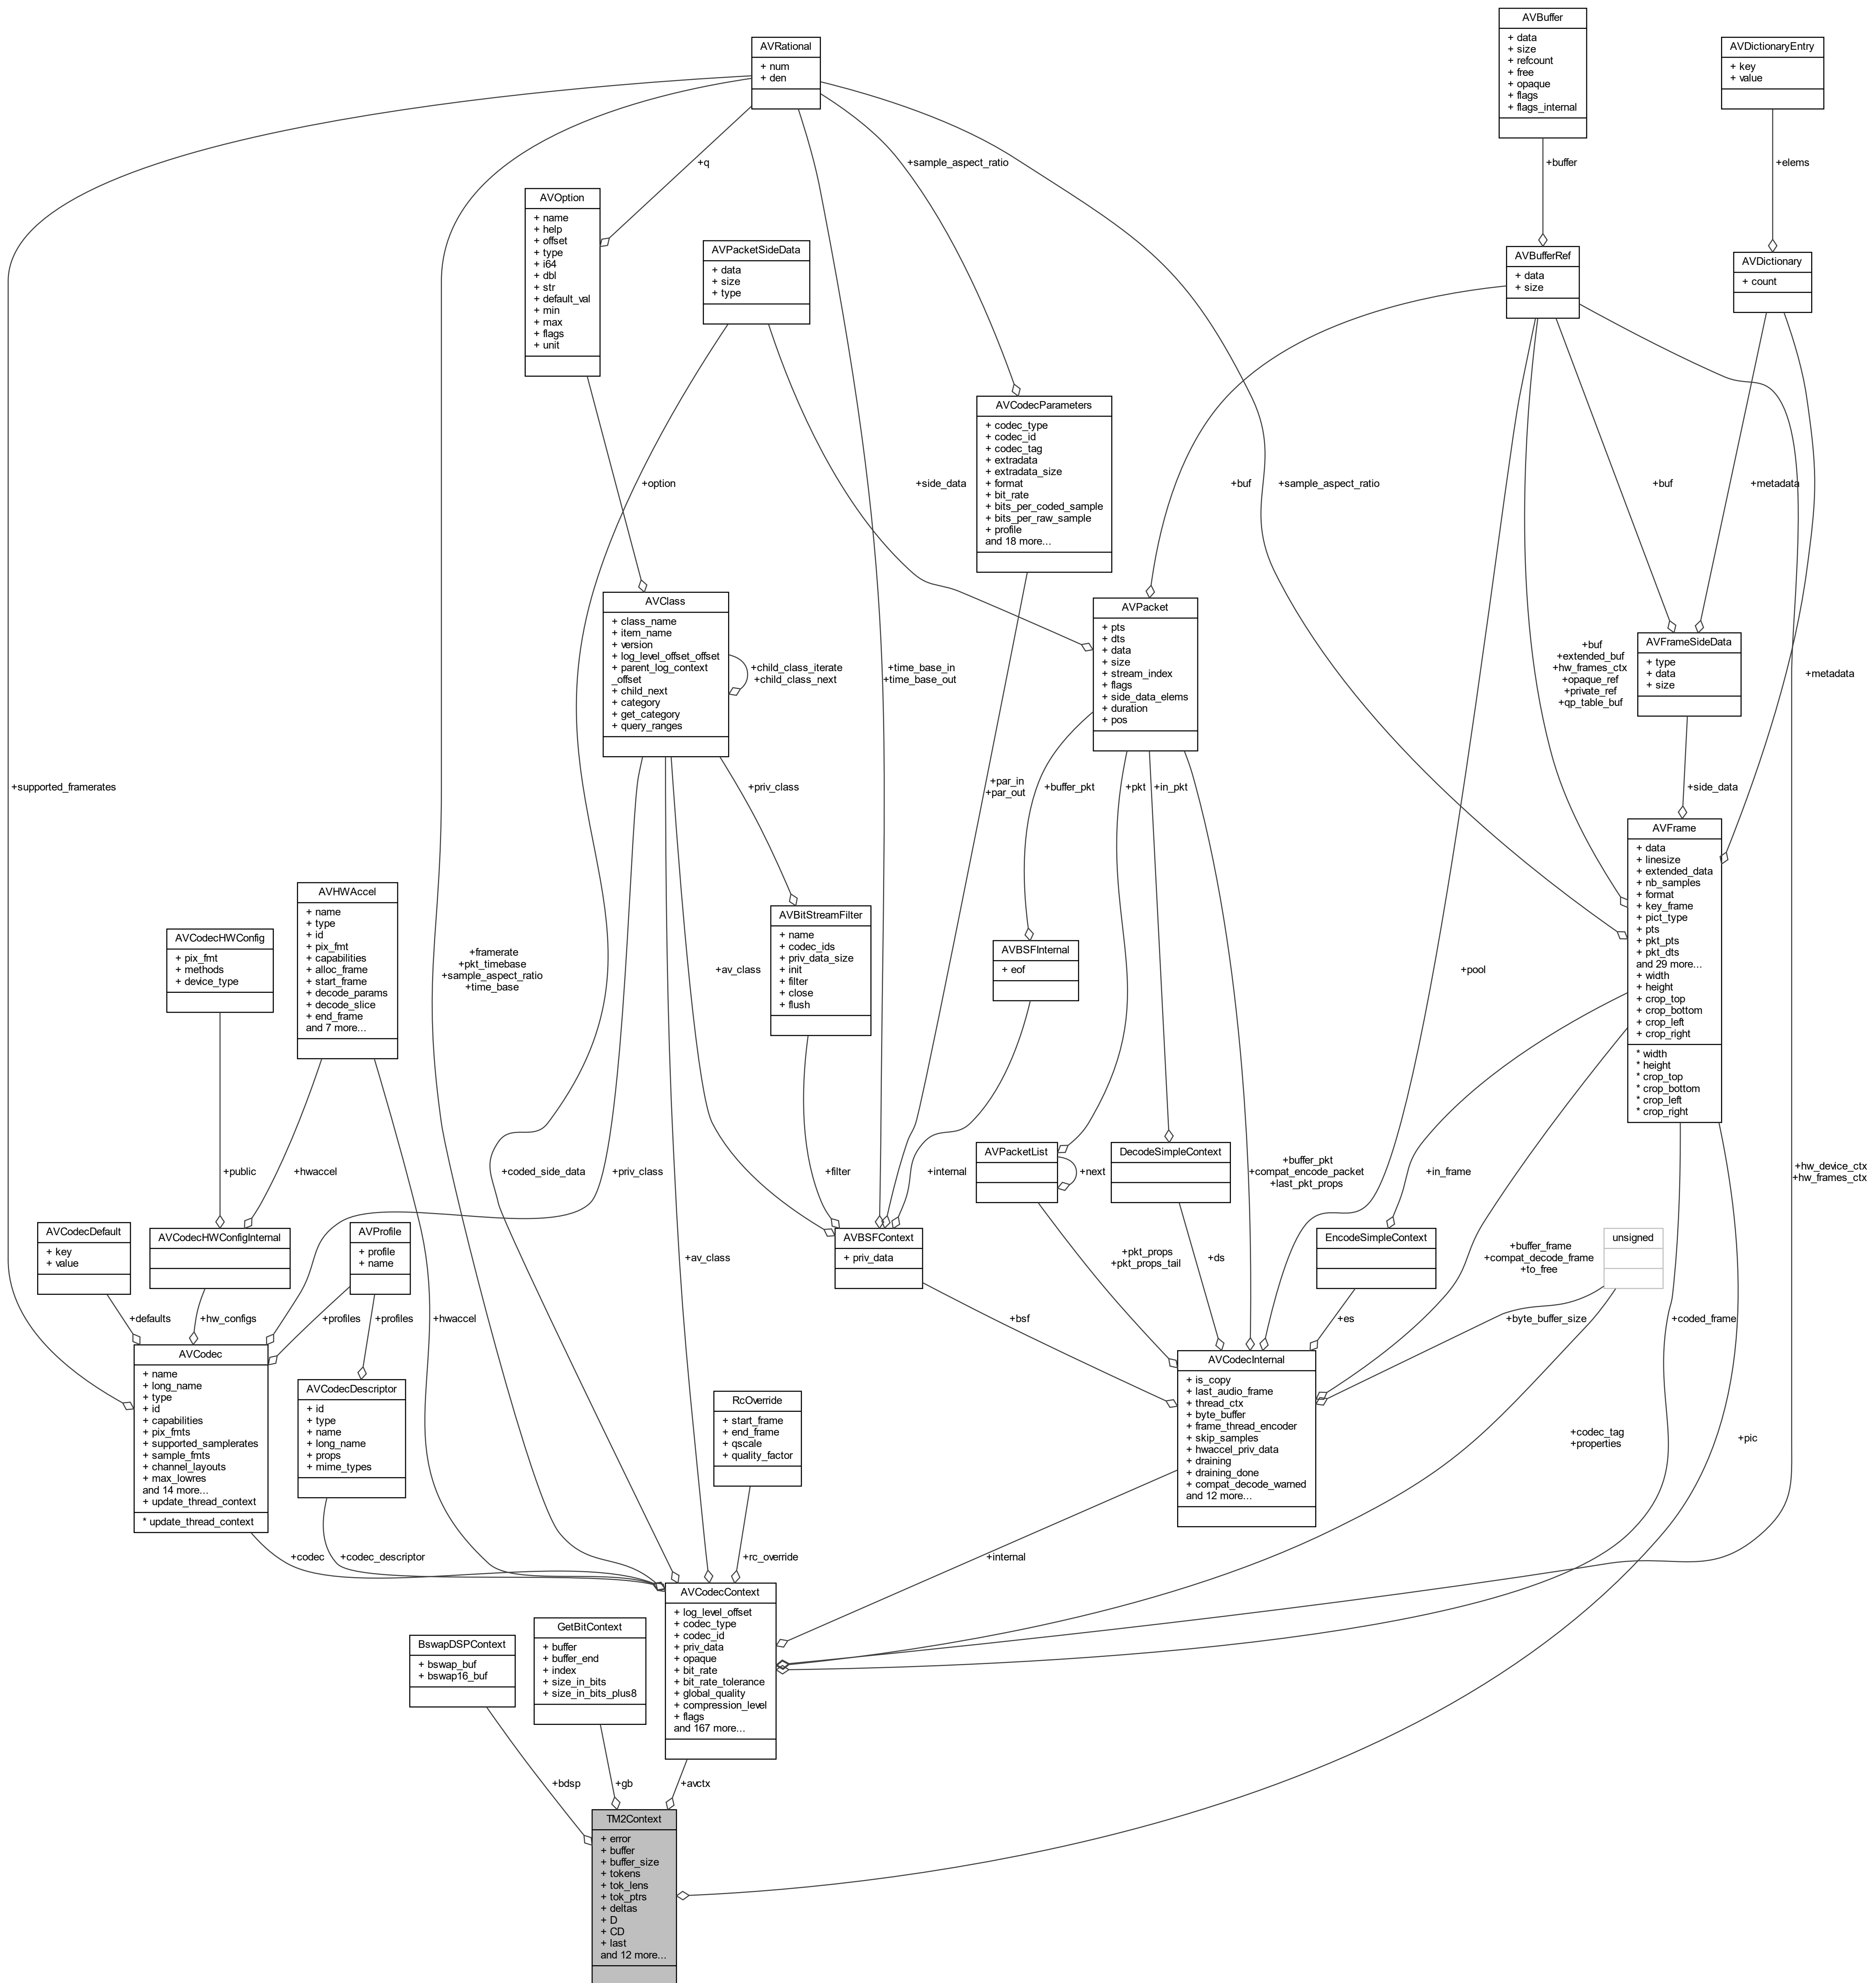 AVBuffer
+ data
+ size
+ refcount
+ free
+ opaque
+ flags
+ flags_internal
AVRational
+ num
+ den
AVDictionaryEntry
+ key
+ value
+q
+sample_aspect_ratio
+buffer
+elems
AVOption
+ name
+ help
+ offset
+ type
+ i64
+ dbl
+ str
+ default_val
+ min
+ max
+ flags
+ unit
AVPacketSideData
+ data
+ size
+ type
AVBufferRef
+ data
+ size
AVDictionary
+ count
AVCodecParameters
+ codec_type
+ codec_id
+ codec_tag
+ extradata
+ extradata_size
+ format
+ bit_rate
+ bits_per_coded_sample
+ bits_per_raw_sample
+ profile
and 18 more...
+option
+side_data
+buf
+sample_aspect_ratio
+buf
+metadata
AVClass
+ class_name
+ item_name
+ version
+ log_level_offset_offset
+ parent_log_context
_offset
+ child_next
+ category
+ get_category
+ query_ranges
+child_class_iterate
+child_class_next
+time_base_in
+time_base_out
AVPacket
+ pts
+ dts
+ data
+ size
+ stream_index
+ flags
+ side_data_elems
+ duration
+ pos
+buf
+extended_buf
+hw_frames_ctx
+opaque_ref
+private_ref
+qp_table_buf
AVFrameSideData
+ type
+ data
+ size
+metadata
+supported_framerates
+priv_class
+par_in
+par_out
+buffer_pkt
+pkt
+in_pkt
+side_data
AVFrame
+ data
+ linesize
+ extended_data
+ nb_samples
+ format
+ key_frame
+ pict_type
+ pts
+ pkt_pts
+ pkt_dts
and 29 more...
+ width
+ height
+ crop_top
+ crop_bottom
+ crop_left
+ crop_right
* width
* height
* crop_top
* crop_bottom
* crop_left
* crop_right
AVCodecHWConfig
+ pix_fmt
+ methods
+ device_type
AVHWAccel
+ name
+ type
+ id
+ pix_fmt
+ capabilities
+ alloc_frame
+ start_frame
+ decode_params
+ decode_slice
+ end_frame
and 7 more...
+framerate
+pkt_timebase
+sample_aspect_ratio
+time_base
+av_class
AVBitStreamFilter
+ name
+ codec_ids
+ priv_data_size
+ init
+ filter
+ close
+ flush
AVBSFInternal
+ eof
+pool
+public
+hwaccel
+coded_side_data
+priv_class
+filter
+internal
AVPacketList
+next
DecodeSimpleContext
+buffer_pkt
+compat_encode_packet
+last_pkt_props
+in_frame
+hw_device_ctx
+hw_frames_ctx
AVCodecDefault
+ key
+ value
AVCodecHWConfigInternal
AVProfile
+ profile
+ name
+av_class
AVBSFContext
+ priv_data
+pkt_props
+pkt_props_tail
+ds
EncodeSimpleContext
+buffer_frame
+compat_decode_frame
+to_free
unsigned
+defaults
+hw_configs
+profiles
+profiles
+hwaccel
+bsf
+es
+byte_buffer_size
+coded_frame
AVCodec
+ name
+ long_name
+ type
+ id
+ capabilities
+ pix_fmts
+ supported_samplerates
+ sample_fmts
+ channel_layouts
+ max_lowres
and 14 more...
+ update_thread_context
* update_thread_context
AVCodecDescriptor
+ id
+ type
+ name
+ long_name
+ props
+ mime_types
RcOverride
+ start_frame
+ end_frame
+ qscale
+ quality_factor
AVCodecInternal
+ is_copy
+ last_audio_frame
+ thread_ctx
+ byte_buffer
+ frame_thread_encoder
+ skip_samples
+ hwaccel_priv_data
+ draining
+ draining_done
+ compat_decode_warned
and 12 more...
+codec_tag
+properties
+pic
+codec
+codec_descriptor
+rc_override
+internal
BswapDSPContext
+ bswap_buf
+ bswap16_buf
GetBitContext
+ buffer
+ buffer_end
+ index
+ size_in_bits
+ size_in_bits_plus8
AVCodecContext
+ log_level_offset
+ codec_type
+ codec_id
+ priv_data
+ opaque
+ bit_rate
+ bit_rate_tolerance
+ global_quality
+ compression_level
+ flags
and 167 more...
+bdsp
+gb
+avctx
TM2Context
+ error
+ buffer
+ buffer_size
+ tokens
+ tok_lens
+ tok_ptrs
+ deltas
+ D
+ CD
+ last
and 12 more...